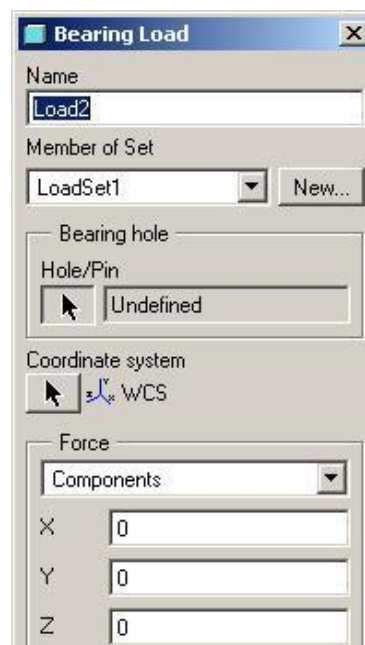 Bearing Load
Name
Load2
Member of Set
LoadSet1 New...
Bearing hole
Hole/Pin
Undefined
Coordinate system
WCS
Force
Components
X 0
Y 0
Z 0